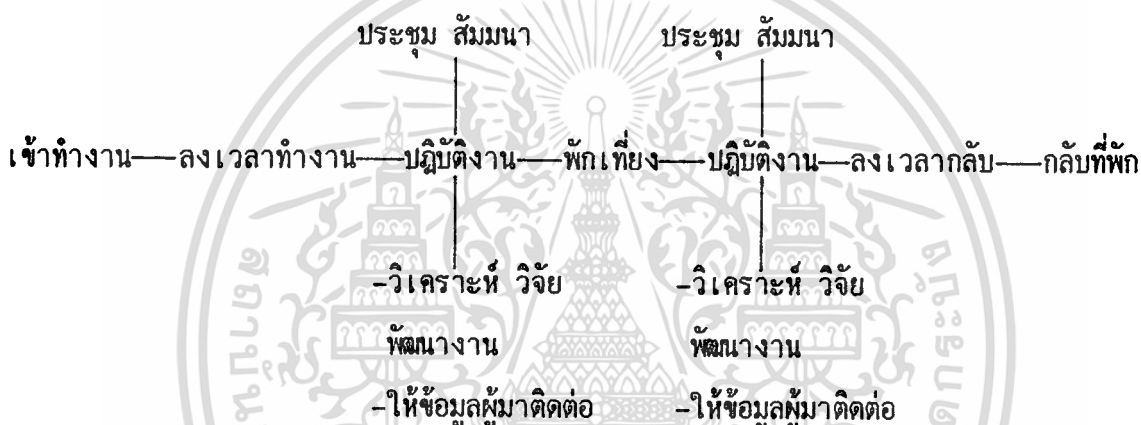 ประชุม สัมมนา ประชุม สัมมนา
เข้าทำงาน──ลงเวลาทำงาน──ปฏิบัติงาน──พักเที่ยง──ปฏิบัติงาน──ลงเวลากลับ──กลับที่พัก
-วิเคราะห์ วิจัย -วิเคราะห์ วิจัย
พัฒนางาน พัฒนางาน
-ให้ข้อมูลผู้มาติดต่อ -ให้ข้อมูลผู้มาติดต่อ